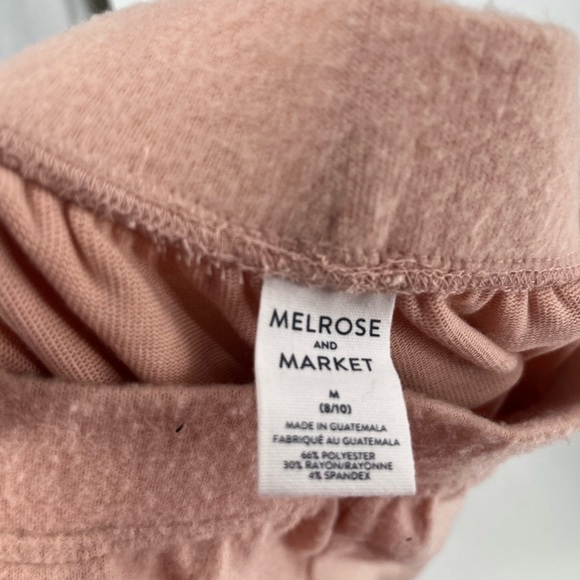 MELROSE
AND
MARKET
M
(8/10)
MADE IN GUATEMALA
FABRIQUÉ AU GUATEMALA
66% POLYESTER
30% RAYON/RAYONNE
4% SPANDEX